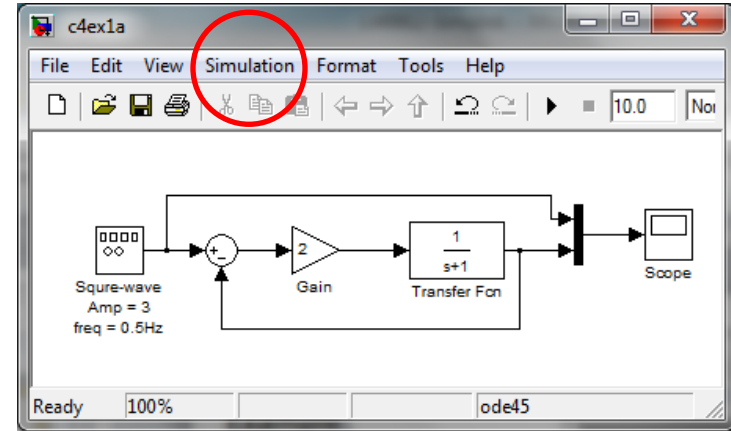 c4ex1a
File Edit View Simulation Format Tools Help
10.0 Nor
+
-
2
1
s+1
Squre-wave
Amp = 3
freq = 0.5Hz
Gain
Transfer Fcn
Scope
Ready 100% ode45